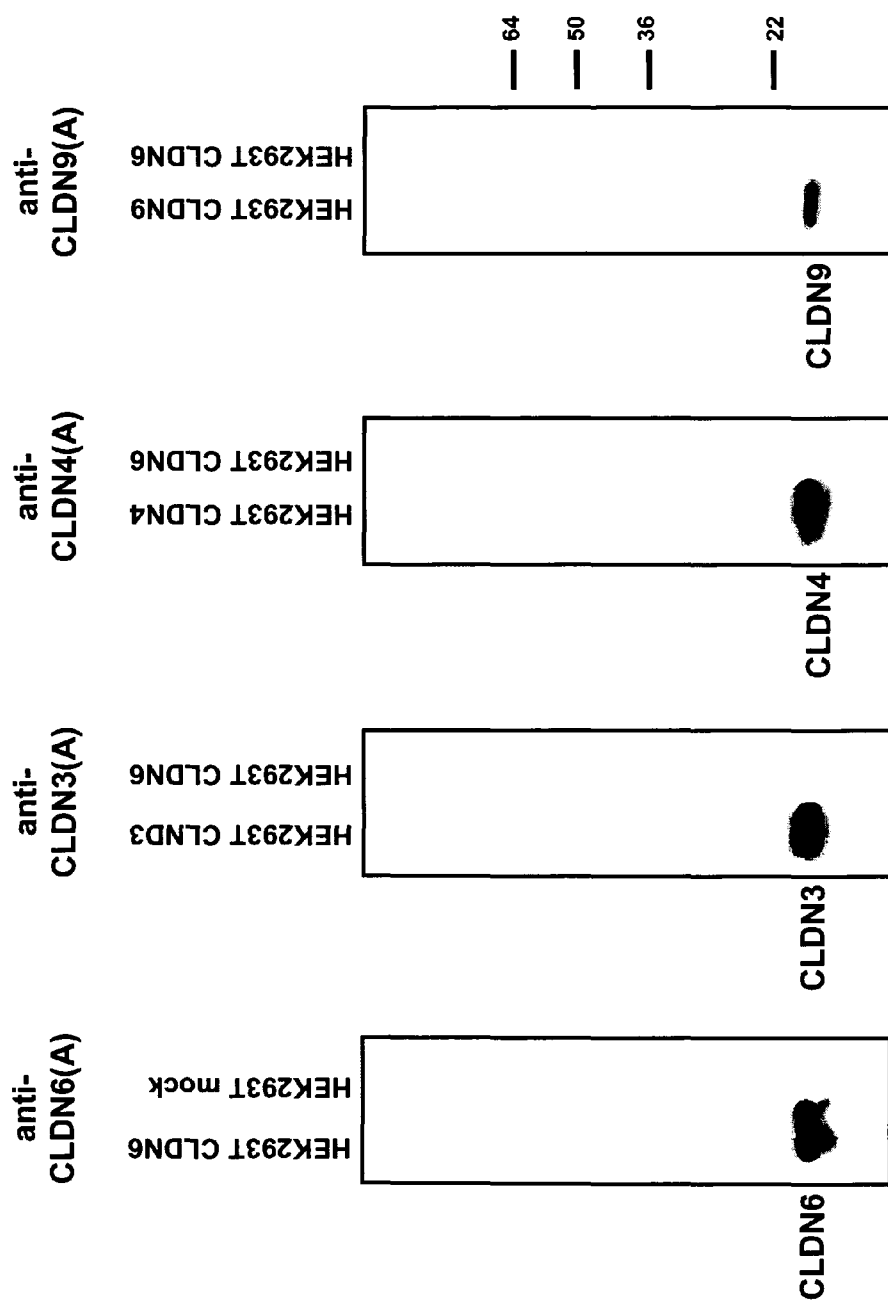 anti-
CLDN6(A)
HEK293T CLDN6
HEK293T mock
CLDN6
anti-
CLDN3(A)
HEK293T CLND3
HEK293T CLDN6
CLDN3
anti-
CLDN4(A)
HEK293T CLDN4
HEK293T CLDN6
CLDN4
anti-
CLDN9(A)
HEK293T CLDN9
HEK293T CLDN6
CLDN9
64
50
36
22